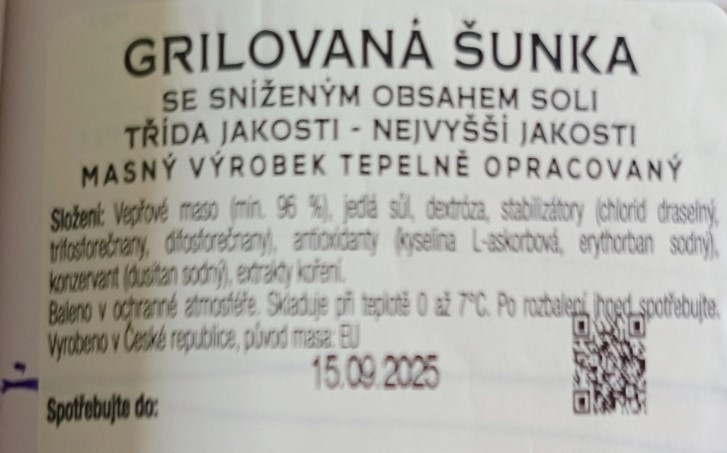 GRILOVANÁ ŠUNKA
SE SNÍŽENÝM OBSAHEM SOLI
TŘÍDA JAKOSTI - NEJVYŠŠÍ JAKOSTI
MASNÝ VÝROBEK TEPELNĚ OPRACOVANÝ
Složení: Vepřové maso (min. 96 %), jedlá sůl, dextróza, stabilizátory (chlorid draselný,
trifosforečnany, difosforečnany), antioxidanty (kyselina L-askorbová, erythorban sodný),
konzervant (dusitan sodný), extrakty koření.
Baleno v ochranné atmosféře. Skladuje při teplotě 0 až 7°C. Po rozbalení ihned spotřebujte.
Vyrobeno v České republice, původ masa: EU
15.09.2025
Spotřebujte do: